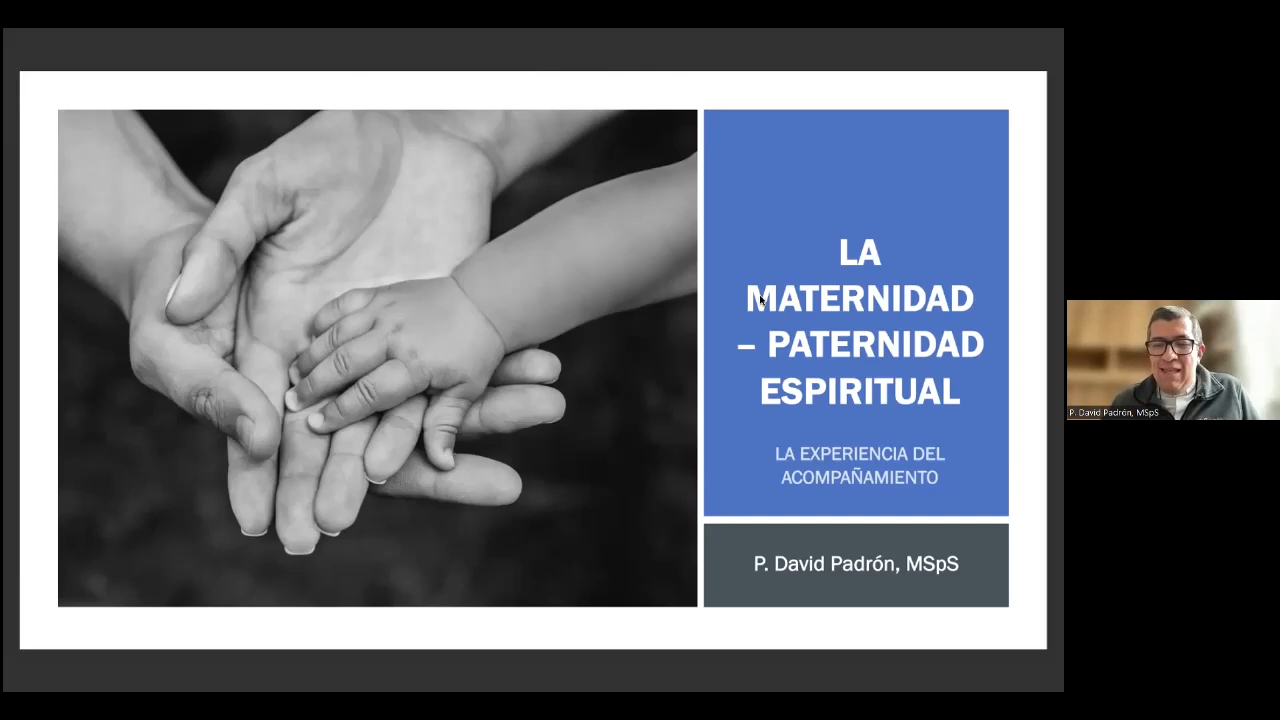 LA
MATERNIDAD
– PATERNIDAD
ESPIRITUAL
LA EXPERIENCIA DEL
ACOMPAÑAMIENTO
P. David Padrón, MSpS
P. David Padrón, MSpS